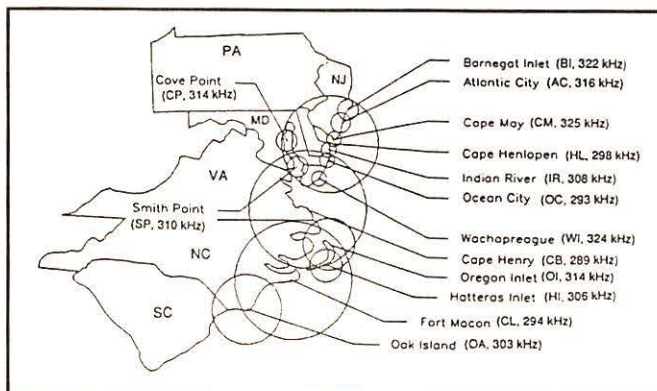 PA
NJ
MD
VA
NC
SC
Cove Point
(CP, 314 kHz)
Smith Point
(SP, 310 kHz)
Barnegat Inlet (BI, 322 kHz)
Atlantic City (AC, 316 kHz)
Cape May (CM, 325 kHz)
Cape Henlopen (HL, 298 kHz)
Indian River (IR, 308 kHz)
Ocean City (OC, 293 kHz)
Wachapreague (WI, 324 kHz)
Cape Henry (CB, 289 kHz)
Oregon Inlet (OI, 314 kHz)
Hatteras Inlet (HI, 306 kHz)
Fort Macon (CL, 294 kHz)
Oak Island (OA, 303 kHz)